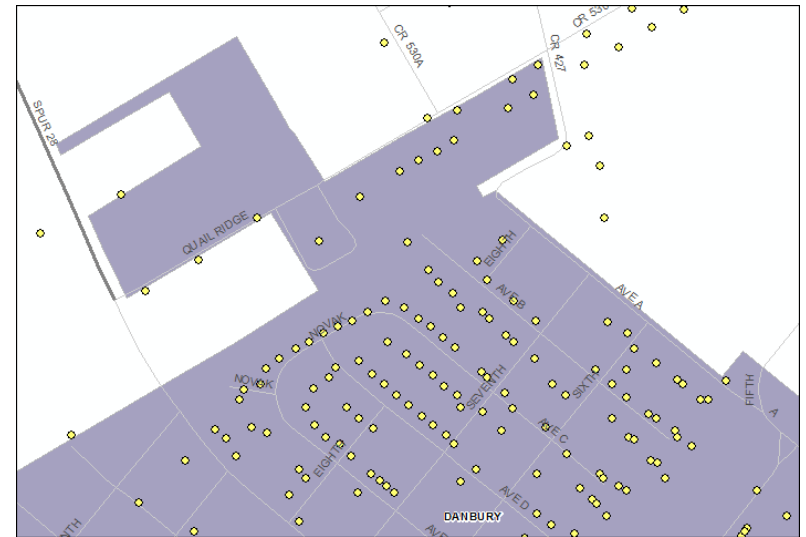 CR 530
CR 530A
CR 427
SPUR 28
QUAIL RIDGE
EIGHTH
AVE A
AVE B
NOVAK
NOVAK
SEVENTH
SIXTH
FIFTH
A
AVE C
EIGHTH
AVE D
DANBURY